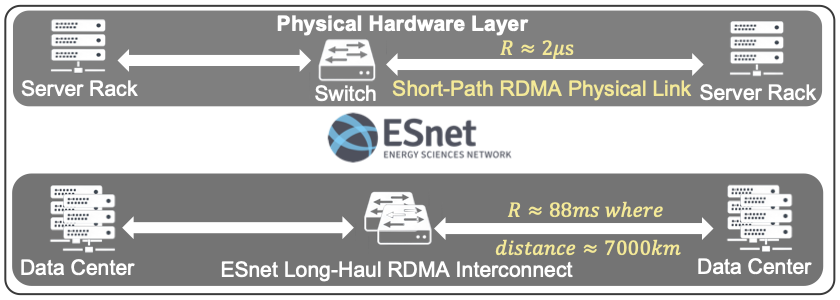 Physical Hardware Layer
R ≈ 2μs
Server Rack
Switch
Short-Path RDMA Physical Link
Server Rack
ESnet
ENERGY SCIENCES NETWORK
R ≈ 88ms where
distance ≈ 7000km
Data Center
ESnet Long-Haul RDMA Interconnect
Data Center